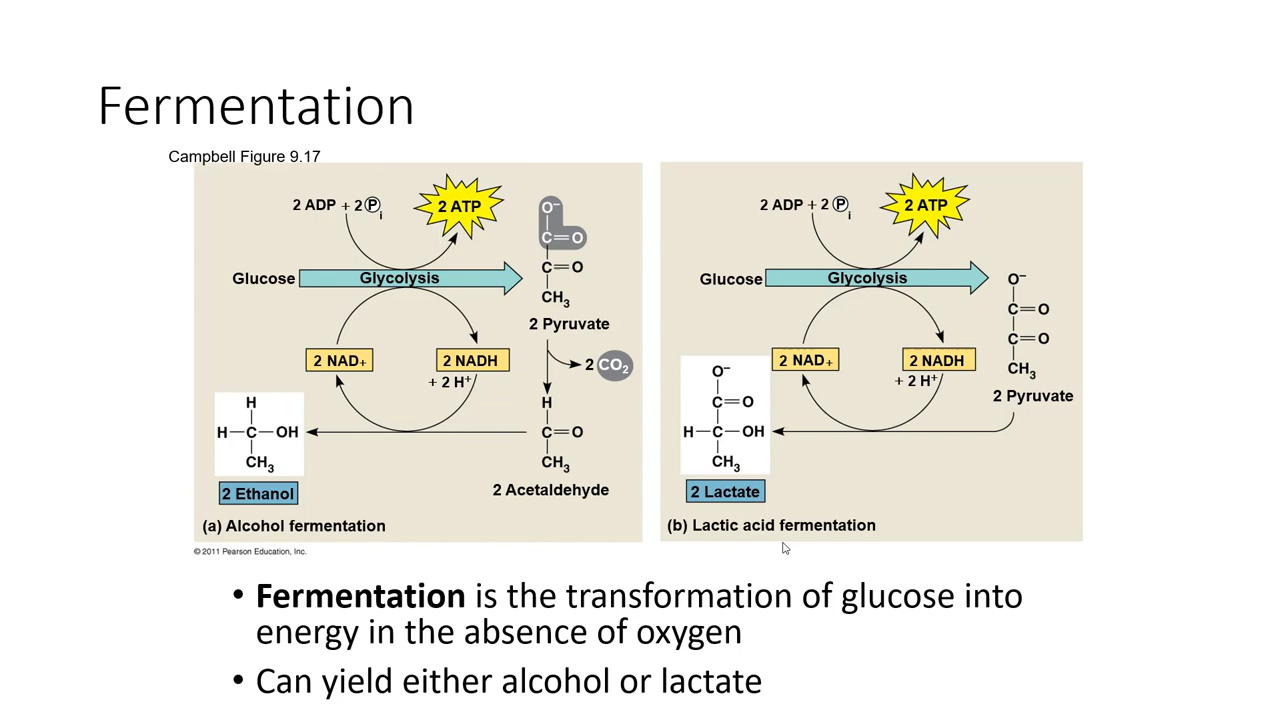 Fermentation
Campbell Figure 9.17
2 ADP + 2 P i
2 ATP
O−
C=O
C=O
CH3
Glucose
Glycolysis
2 Pyruvate
2 NAD+
2 NADH
+ 2 H+
2 CO2
H
C=O
CH3
2 Acetaldehyde
H
H—C—OH
CH3
2 Ethanol
(a) Alcohol fermentation
2 ADP + 2 P i
2 ATP
Glucose
Glycolysis
O−
C=O
C=O
CH3
2 Pyruvate
2 NAD+
2 NADH
+ 2 H+
O−
C=O
H—C—OH
CH3
2 Lactate
(b) Lactic acid fermentation
© 2011 Pearson Education, Inc.
• Fermentation is the transformation of glucose into
energy in the absence of oxygen
• Can yield either alcohol or lactate